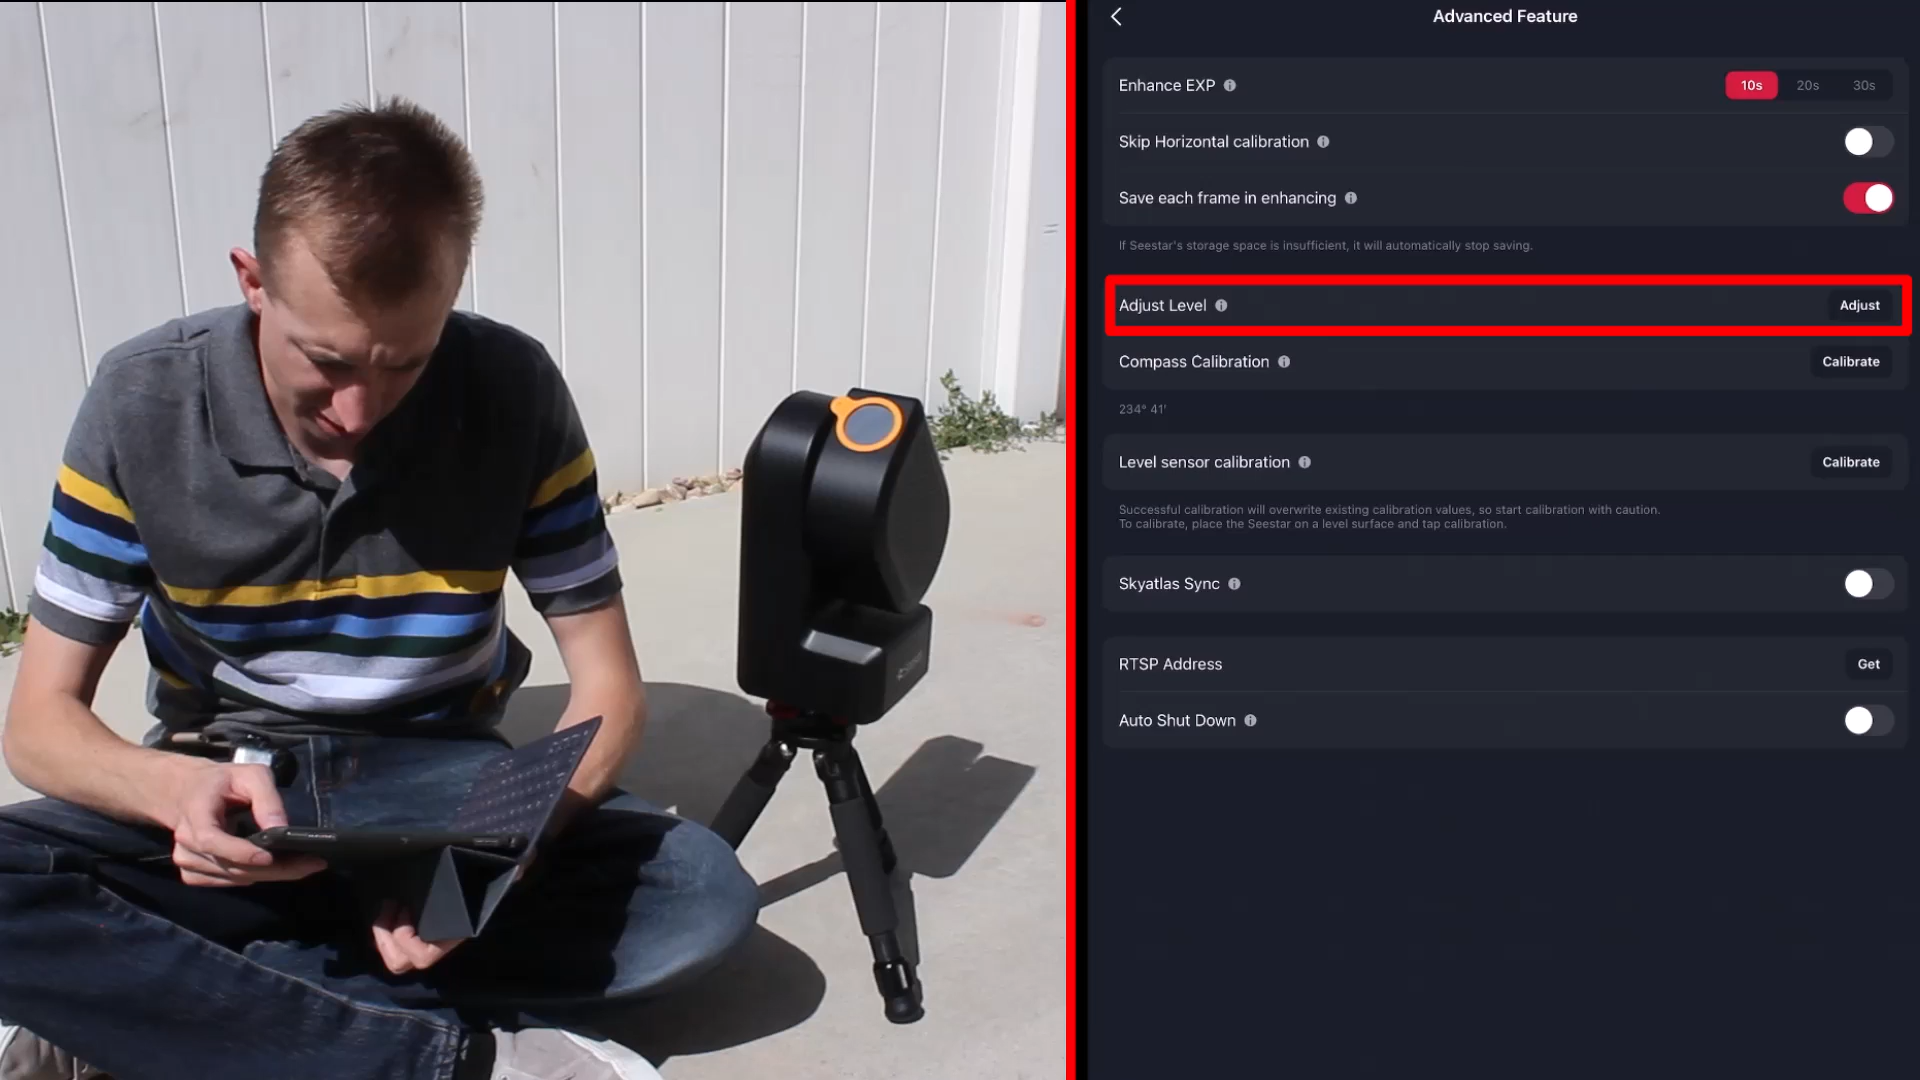 Advanced Feature
Enhance EXP 10s 20s 30s
Skip Horizontal calibration
Save each frame in enhancing
If Seestar's storage space is insufficient, it will automatically stop saving.
Adjust Level Adjust
Compass Calibration Calibrate
234° 41'
Level sensor calibration Calibrate
Successful calibration will overwrite existing calibration values, so start calibration with caution.
To calibrate, place the Seestar on a level surface and tap calibration.
Skyatlas Sync
RTSP Address Get
Auto Shut Down